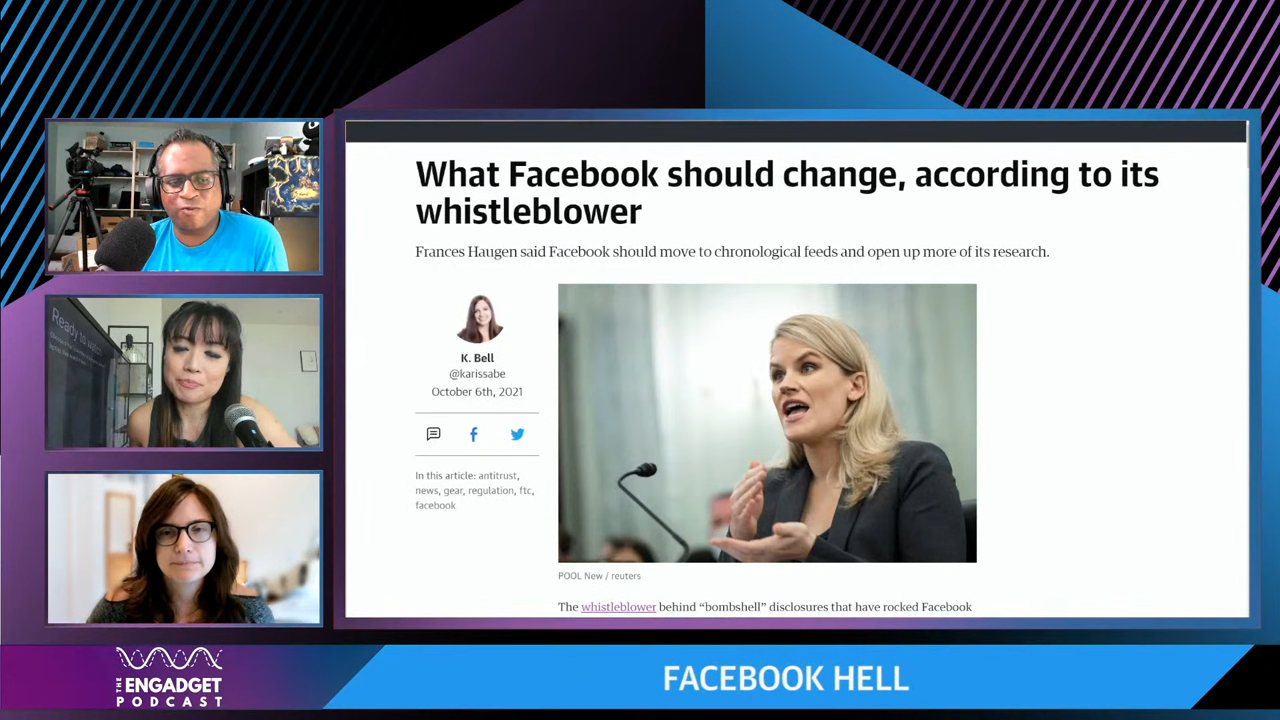 What Facebook should change, according to its
whistleblower
Frances Haugen said Facebook should move to chronological feeds and open up more of its research.
K. Bell
@karissabe
October 6th, 2021
In this article: antitrust,
news, gear, regulation, ftc,
facebook
POOL New / reuters
The whistleblower behind “bombshell” disclosures that have rocked Facebook
Ready to
THE ENGADGET
PODCAST
FACEBOOK HELL